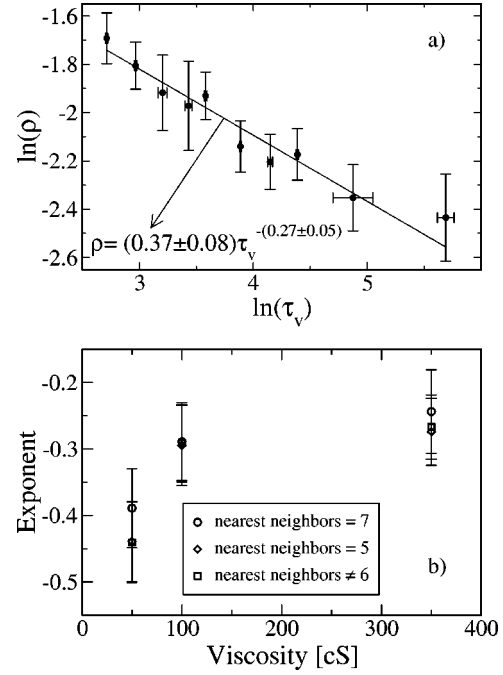 a)
-1.6
-1.8
-2
-2.2
-2.4
-2.6
ln(ρ)
ρ= (0.37±0.08)τv-(0.27±0.05)
3 4 5
ln(τv)
-0.2
-0.3
-0.4
-0.5
Exponent
nearest neighbors = 7
nearest neighbors = 5
nearest neighbors ≠ 6
b)
0 100 200 300 400
Viscosity [cS]